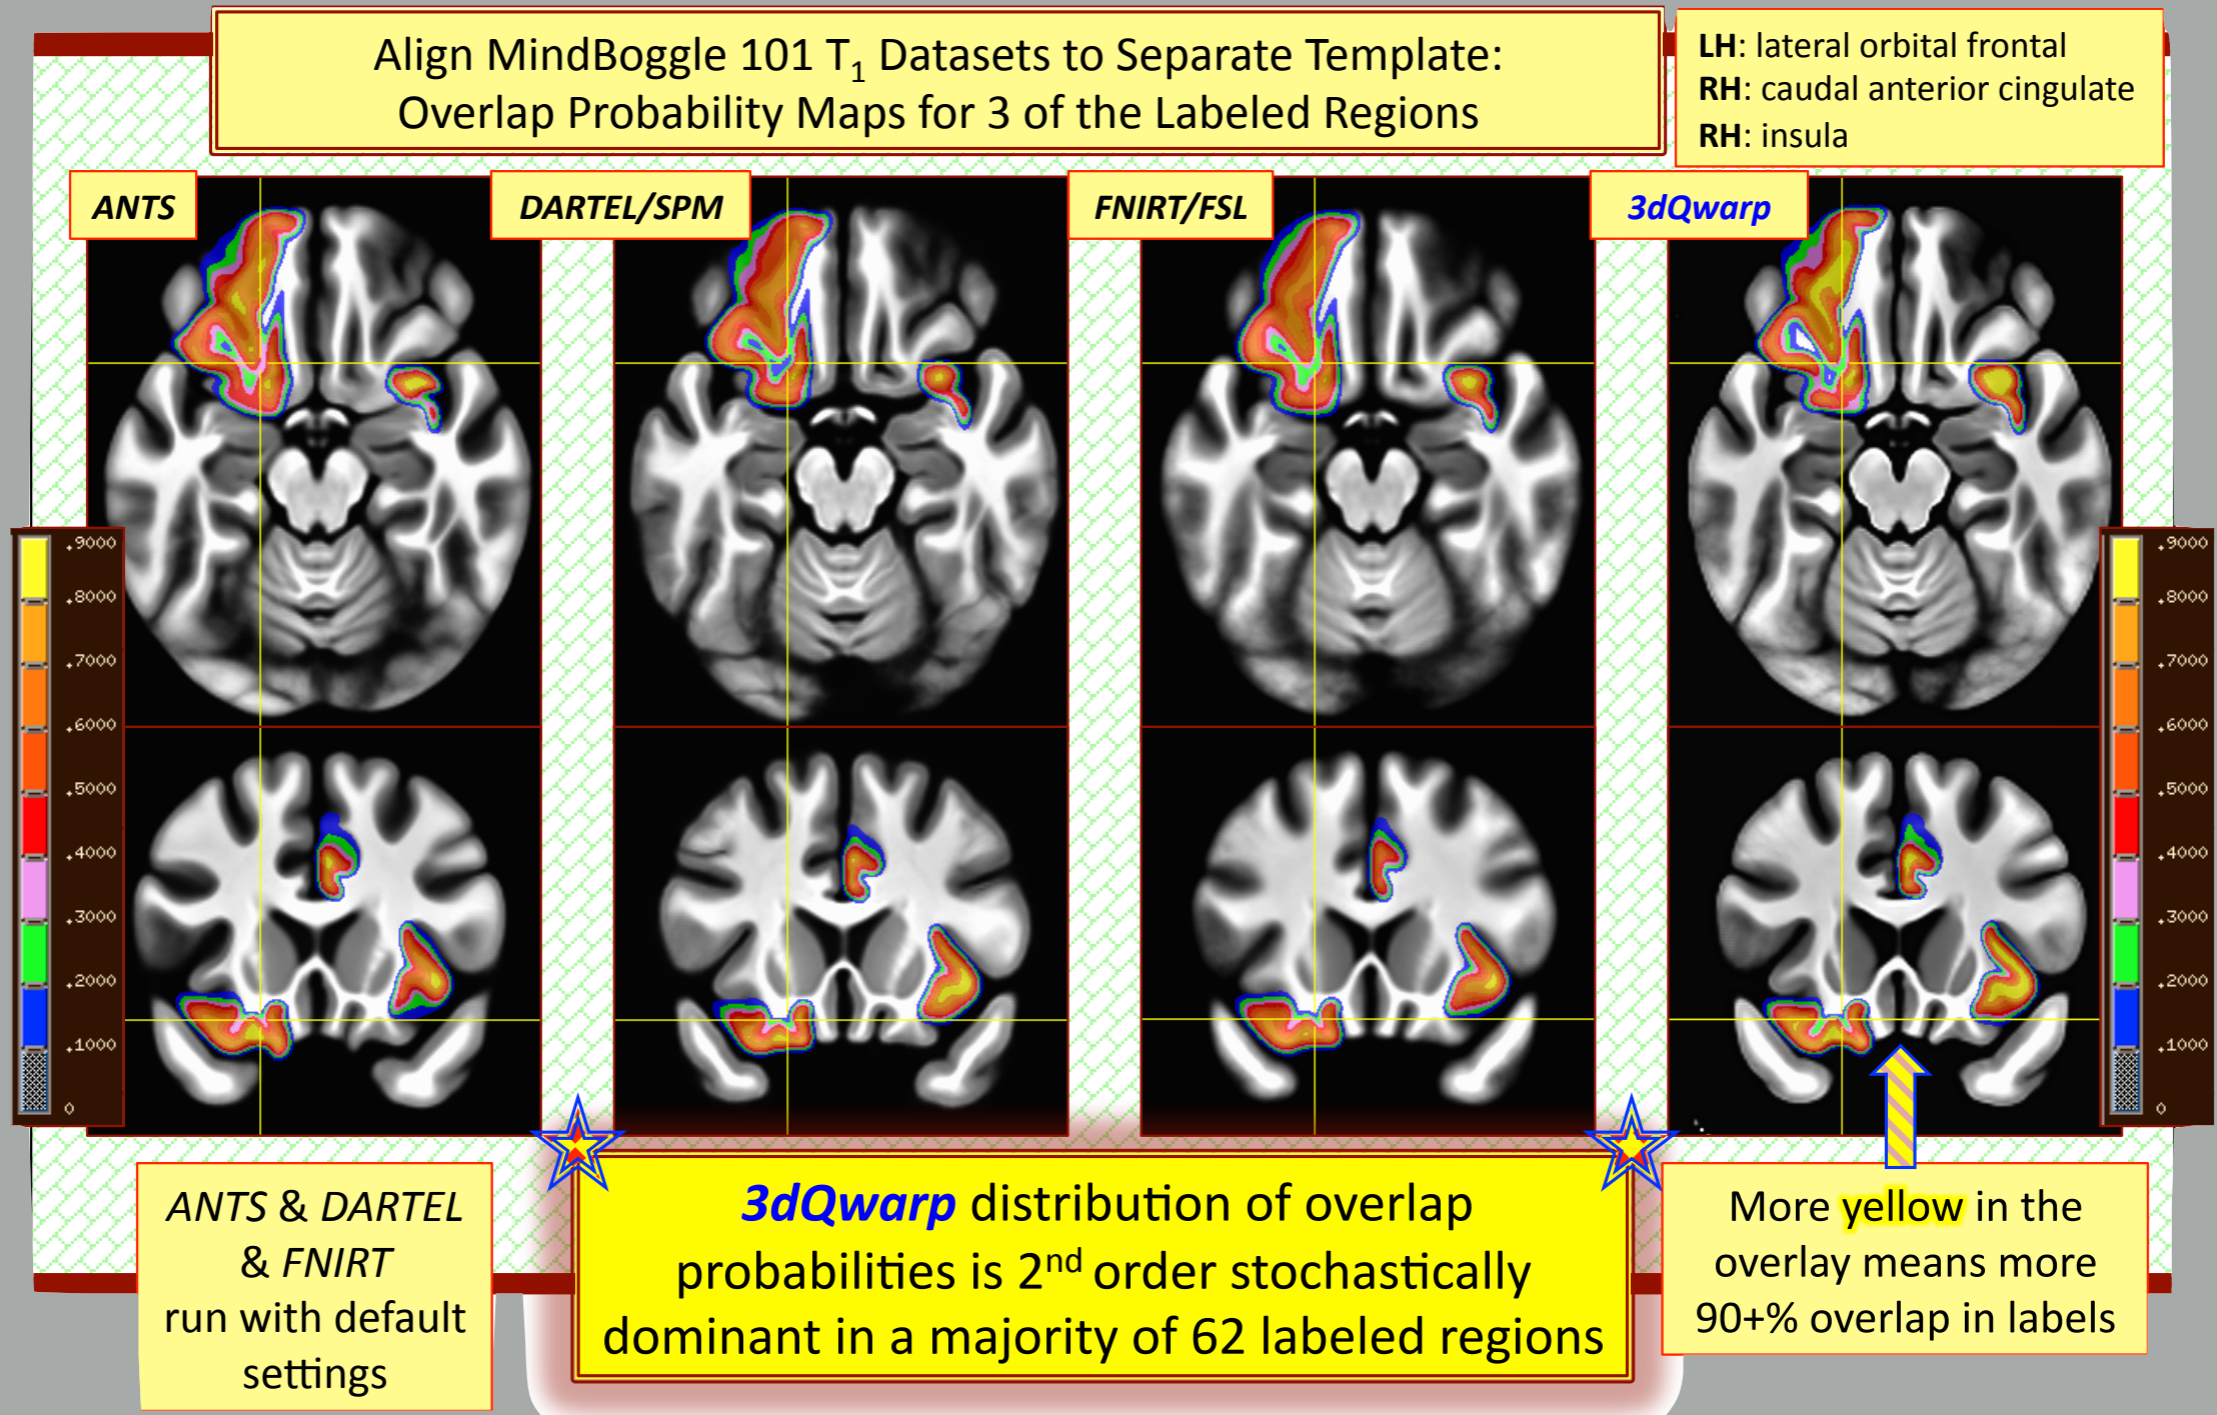 Align MindBoggle 101 T1 Datasets to Separate Template:
Overlap Probability Maps for 3 of the Labeled Regions
LH: lateral orbital frontal
RH: caudal anterior cingulate
RH: insula
ANTS
DARTEL/SPM
FNIRT/FSL
3dQwarp
.9000
.8000
.7000
.6000
.5000
.4000
.3000
.2000
.1000
0
.9000
.8000
.7000
.6000
.5000
.4000
.3000
.2000
.1000
0
ANTS & DARTEL
& FNIRT
run with default
settings
3dQwarp distribution of overlap
probabilities is 2nd order stochastically
dominant in a majority of 62 labeled regions
More yellow in the
overlay means more
90+% overlap in labels